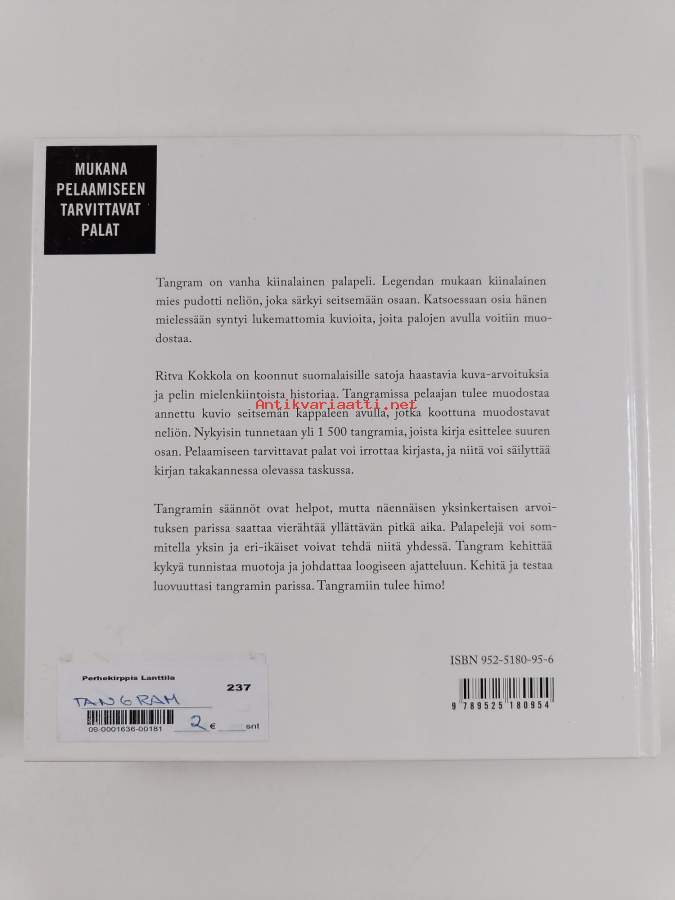 MUKANA
PELAAMISEEN
TARVITTAVAT
PALAT
Tangram on vanha kiinalainen palapeli. Legendan mukaan kiinalainen
mies pudotti neliön, joka särkyi seitsemään osaan. Katsoessaan osia hänen
mielessään syntyi lukemattomia kuvioita, joita palojen avulla voitiin muo-
dostaa.
Ritva Kokkola on koonnut suomalaisille satoja haastavia kuva-arvoituksia
ja pelin mielenkiintoista historiaa. Tangramissa pelaajan tulee muodostaa
Antikvariaatti.net
annettu kuvio seitsemän kappaleen avulla, jotka koottuna muodostavat
neliön. Nykyisin tunnetaan yli 1 500 tangramia, joista kirja esittelee suuren
osan. Pelaamiseen tarvittavat palat voi irrottaa kirjasta, ja niitä voi säilyttää
kirjan takakannessa olevassa taskussa.
Tangramin säännöt ovat helpot, mutta näennäisen yksinkertaisen arvoi-
tuksen parissa saattaa vierähtää yllättävän pitkä aika. Palapelejä voi som-
mitella yksin ja eri-ikäiset voivat tehdä niitä yhdessä. Tangram kehittää
kykyä tunnistaa muotoja ja johdattaa loogiseen ajatteluun. Kehitä ja testaa
luovuuttasi tangramin parissa. Tangramiin tulee himo!
ISBN 952-5180-95-6
9 789525 180954
Perhekirppis Lanttila
237
TANGRAM
09-0001636-00181
2 € snt